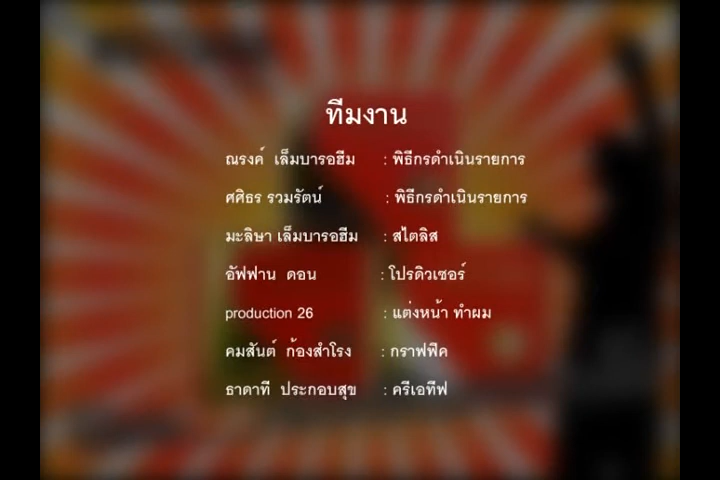 ทีมงาน
ณรงค์ เล็มบารอฮีม : พิธีกรดำเนินรายการ
ศศิธร รวมรัตน์ : พิธีกรดำเนินรายการ
มะลิษา เล็มบารอฮีม : สไตลิส
อัฟฟาน ดอน : โปรดิวเซอร์
production 26 : แต่งหน้า ทำผม
คมสันต์ ก้องสำโรง : กราฟฟิค
ธาดาที ประกอบสุข : ครีเอทีฟ